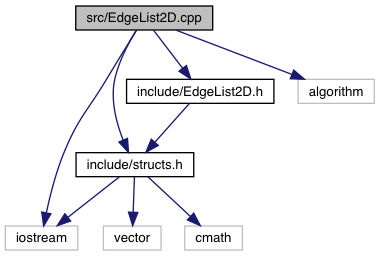 src/EdgeList2D.cpp
include/EdgeList2D.h
algorithm
include/structs.h
iostream
vector
cmath